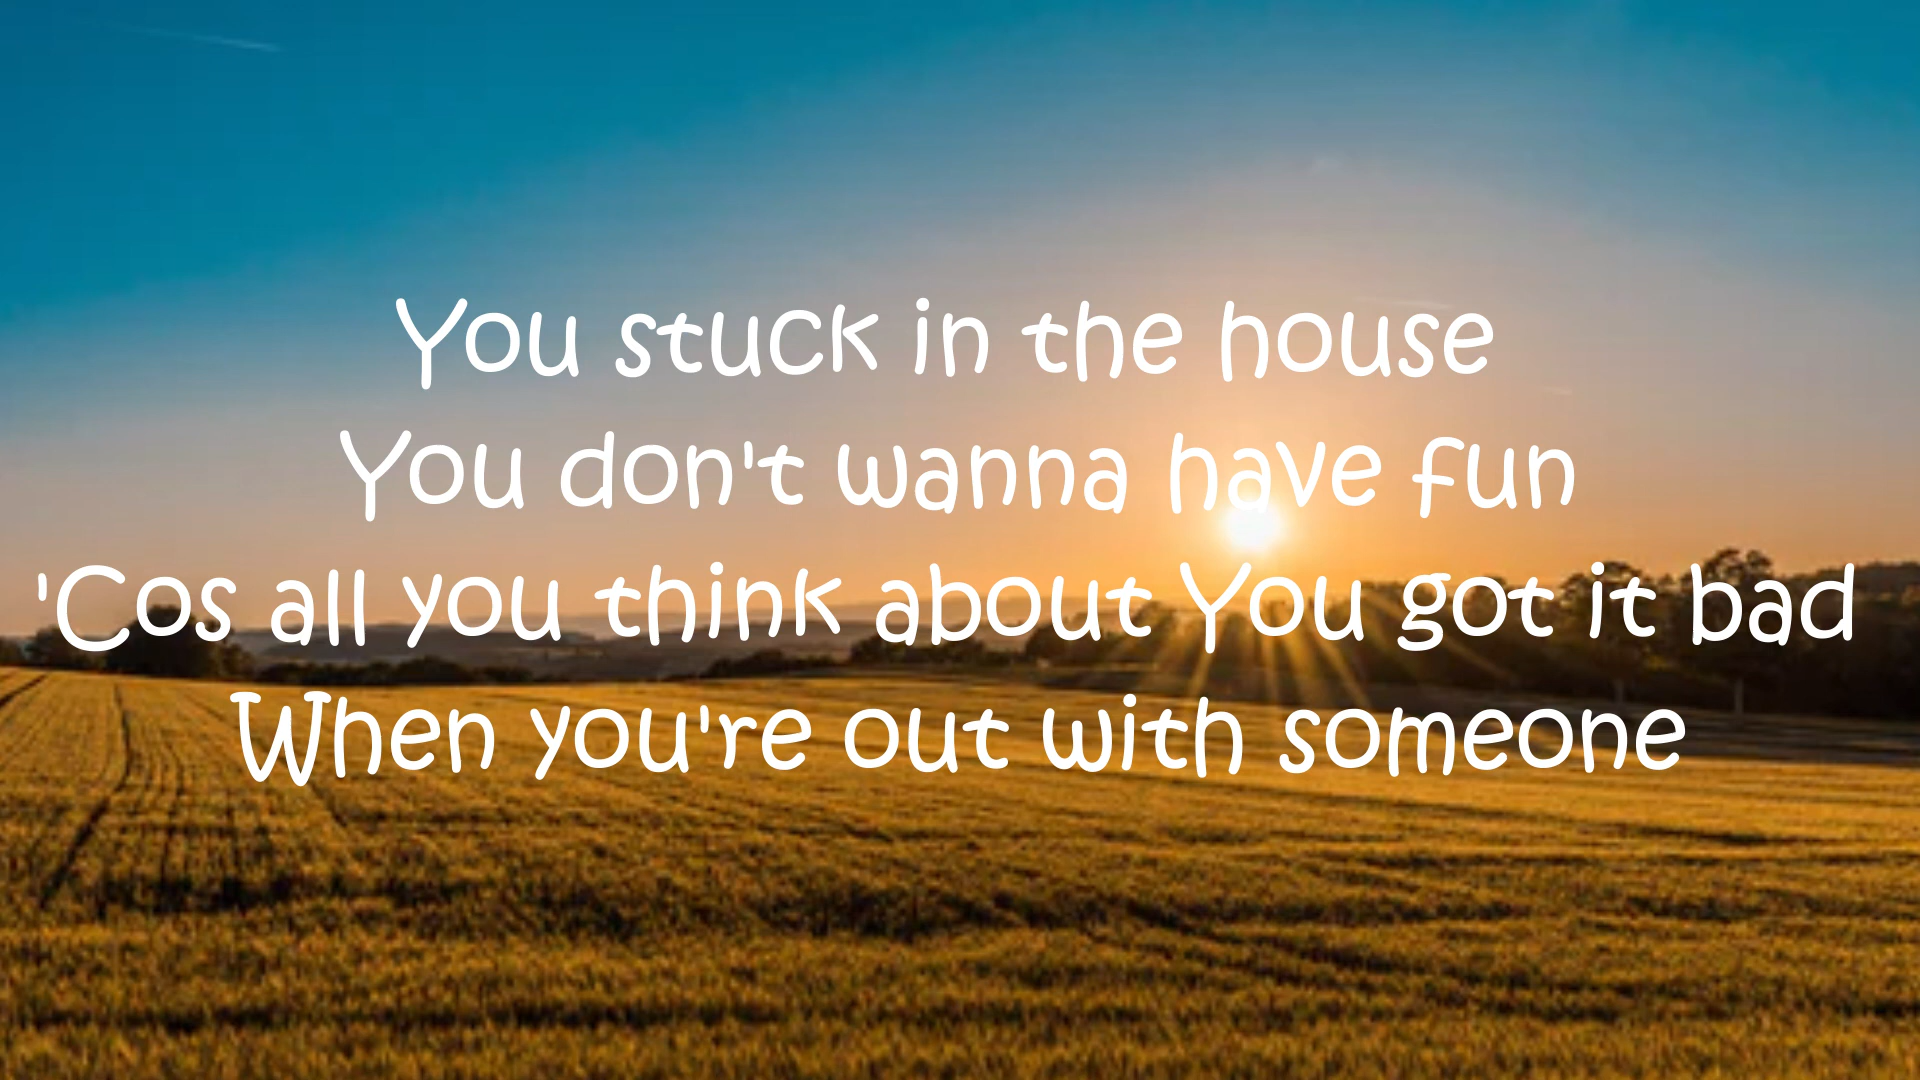 You stuck in the house
You don't wanna have fun
'Cos all you think about You got it bad
When you're out with someone